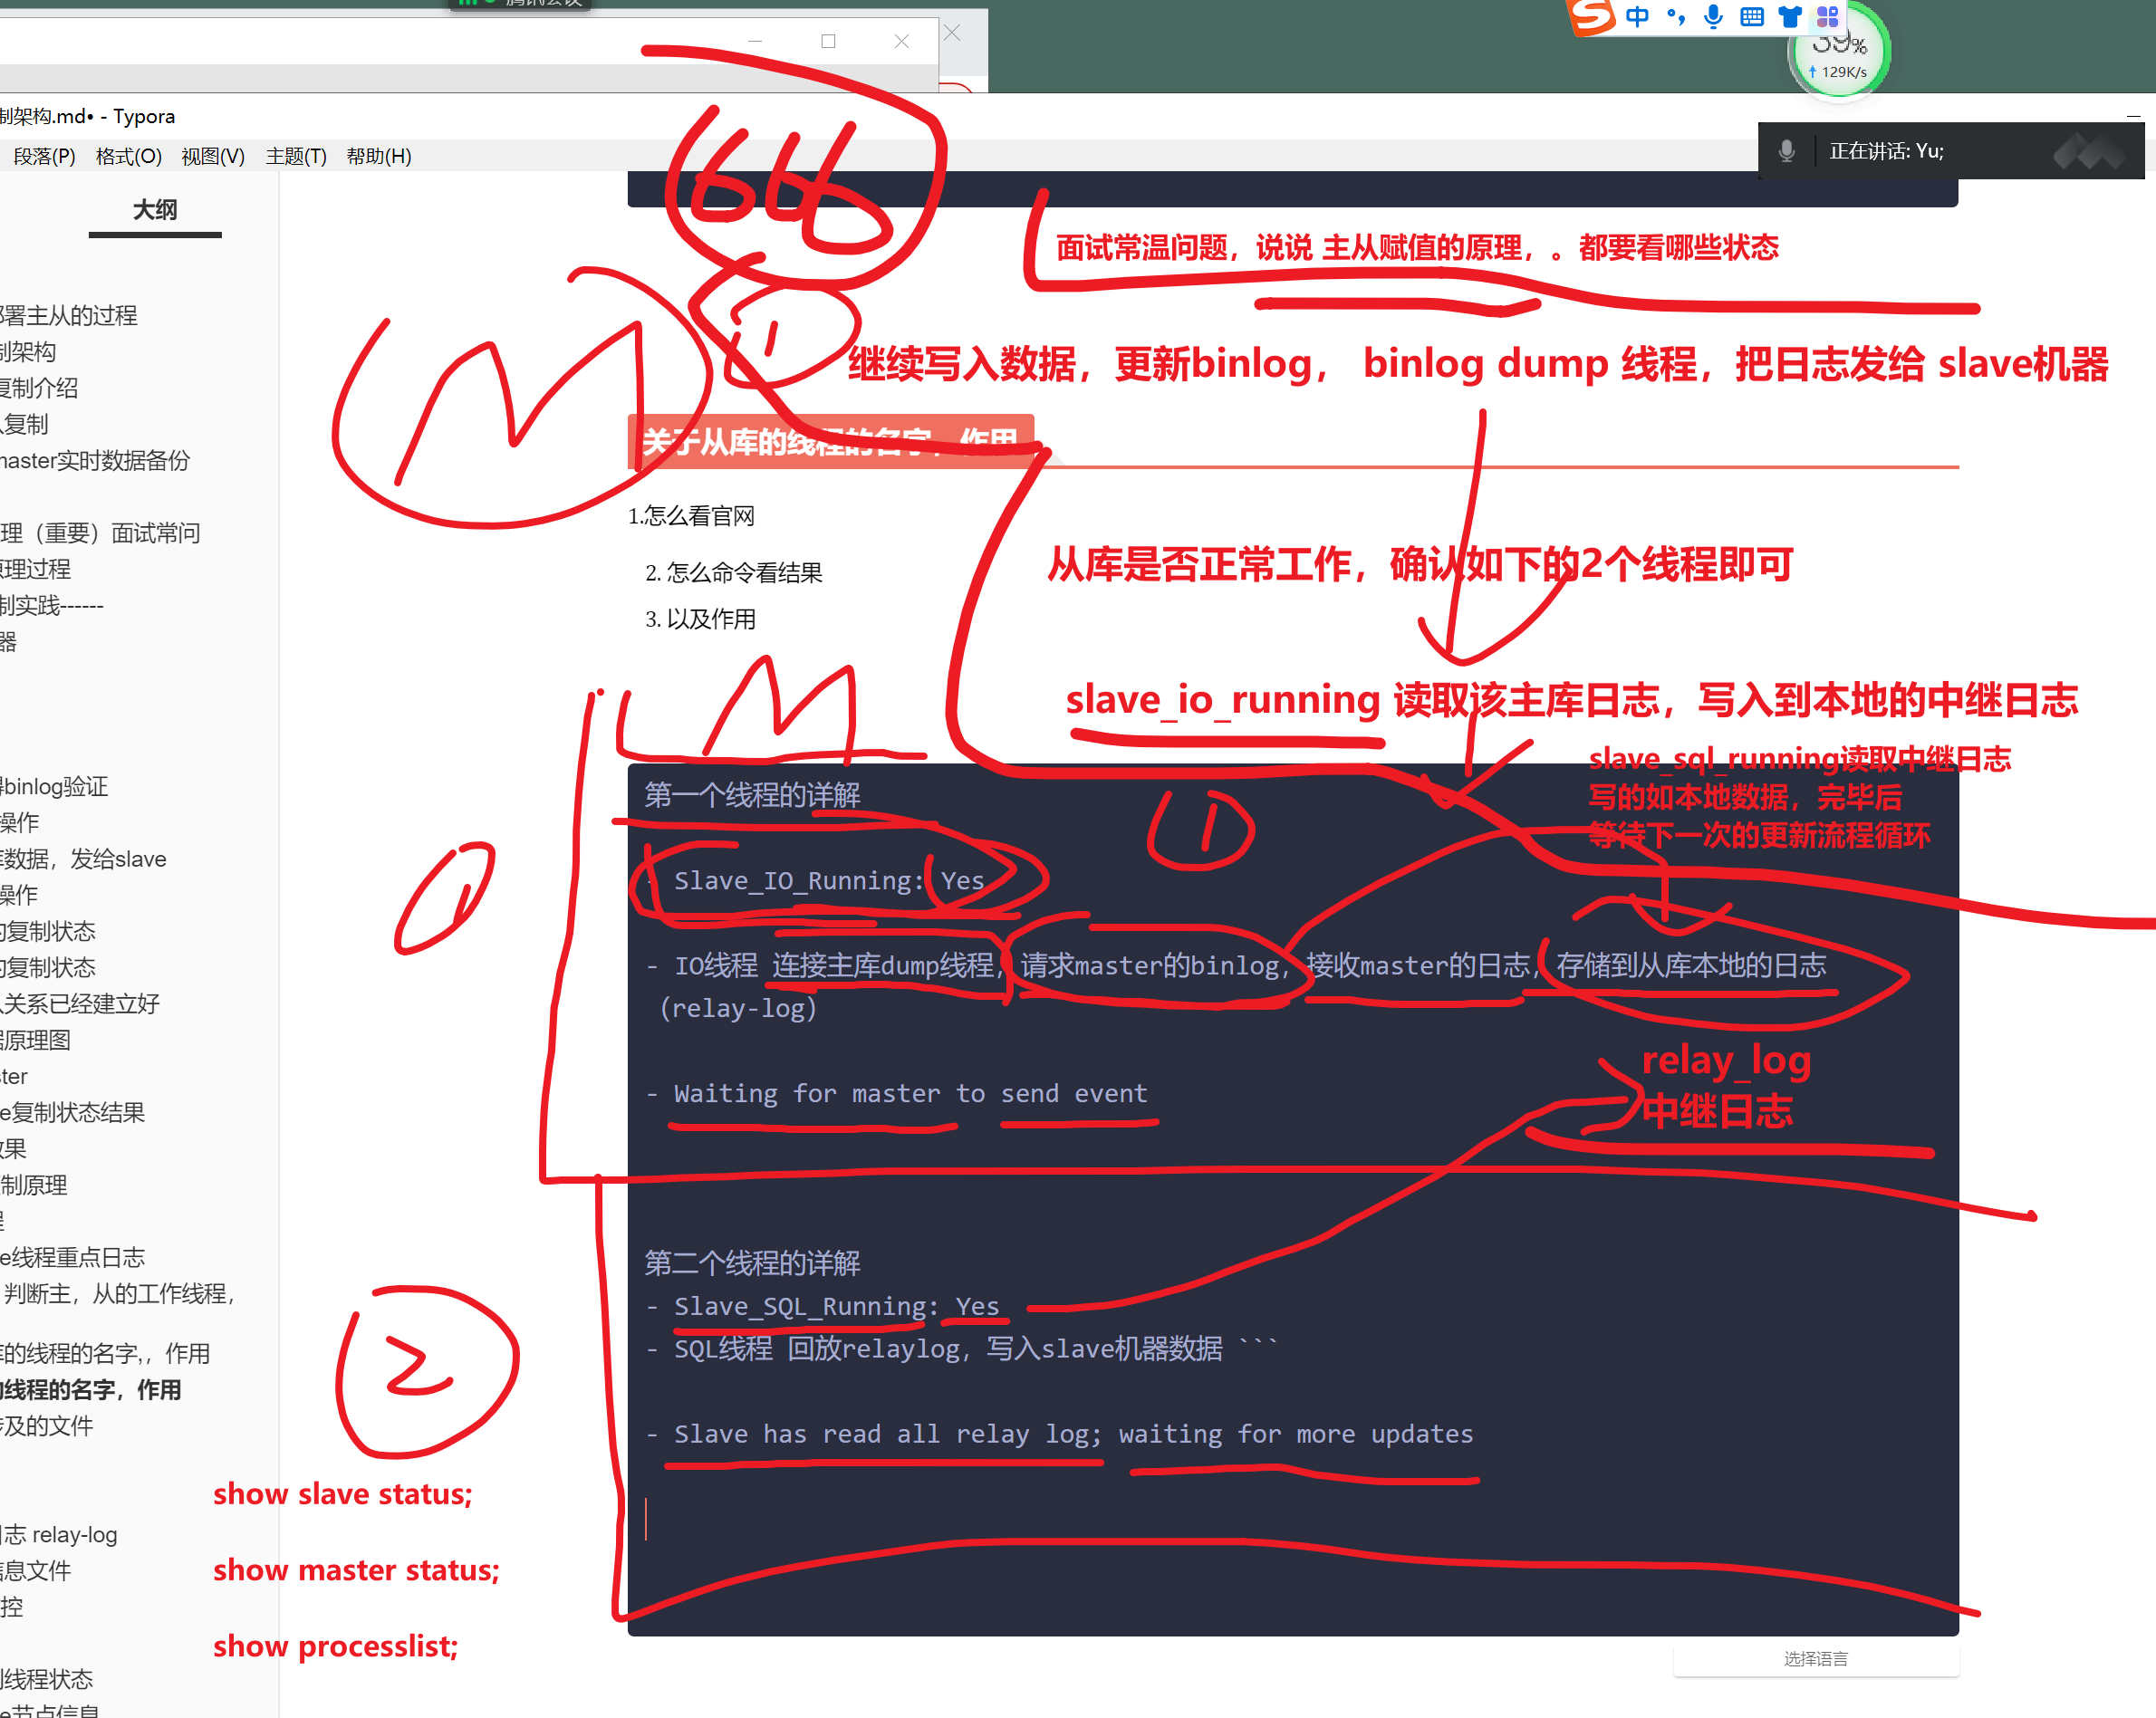 腾讯会议
中
39%
129K/s
制架构.md• - Typora
段落(P) 格式(O) 视图(V) 主题(T) 帮助(H)
正在讲话: Yu;
大纲
部署主从的过程
制架构
复制介绍
复制
master实时数据备份
理（重要）面试常问
原理过程
制实践------
器
binlog验证
操作
数据，发给slave
操作
的复制状态
的复制状态
关系已经建立好
据原理图
ster
e复制状态结果
效果
制原理
程
e线程重点日志
判断主，从的工作线程，
的线程的名字,，作用
的线程的名字，作用
涉及的文件
日志 relay-log
信息文件
控
线程状态
e节点信息
666
M
①
面试常温问题，说说 主从赋值的原理，。都要看哪些状态
继续写入数据，更新binlog， binlog dump 线程，把日志发给 slave机器
关于从库的线程的名字，作用
1.怎么看官网
2. 怎么命令看结果
3. 以及作用
从库是否正常工作，确认如下的2个线程即可
M
slave_io_running 读取该主库日志，写入到本地的中继日志
slave_sql_running读取中继日志
写的如本地数据，完毕后
等待下一次的更新流程循环
第一个线程的详解
①
①
- Slave_IO_Running: Yes
- IO线程 连接主库dump线程，请求master的binlog，接收master的日志，存储到从库本地的日志
(relay-log)
relay_log
中继日志
- Waiting for master to send event
第二个线程的详解
- Slave_SQL_Running: Yes
- SQL线程 回放relaylog，写入slave机器数据 ```
②
- Slave has read all relay log; waiting for more updates
show slave status;
show master status;
show processlist;
选择语言